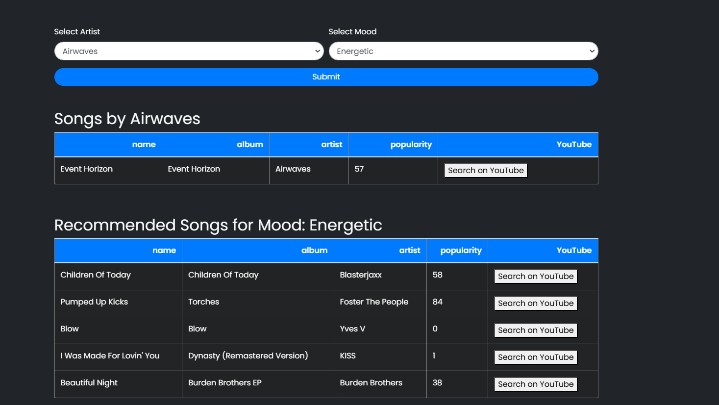 Select Artist Select Mood
Airwaves Energetic
Submit
Songs by Airwaves
name album artist popularity YouTube
Event Horizon Event Horizon Airwaves 57 Search on YouTube
Recommended Songs for Mood: Energetic
name album artist popularity YouTube
Children Of Today Children Of Today Blasterjaxx 58 Search on YouTube
Pumped Up Kicks Torches Foster The People 84 Search on YouTube
Blow Blow Yves V 0 Search on YouTube
I Was Made For Lovin' You Dynasty (Remastered Version) KISS 1 Search on YouTube
Beautiful Night Burden Brothers EP Burden Brothers 38 Search on YouTube